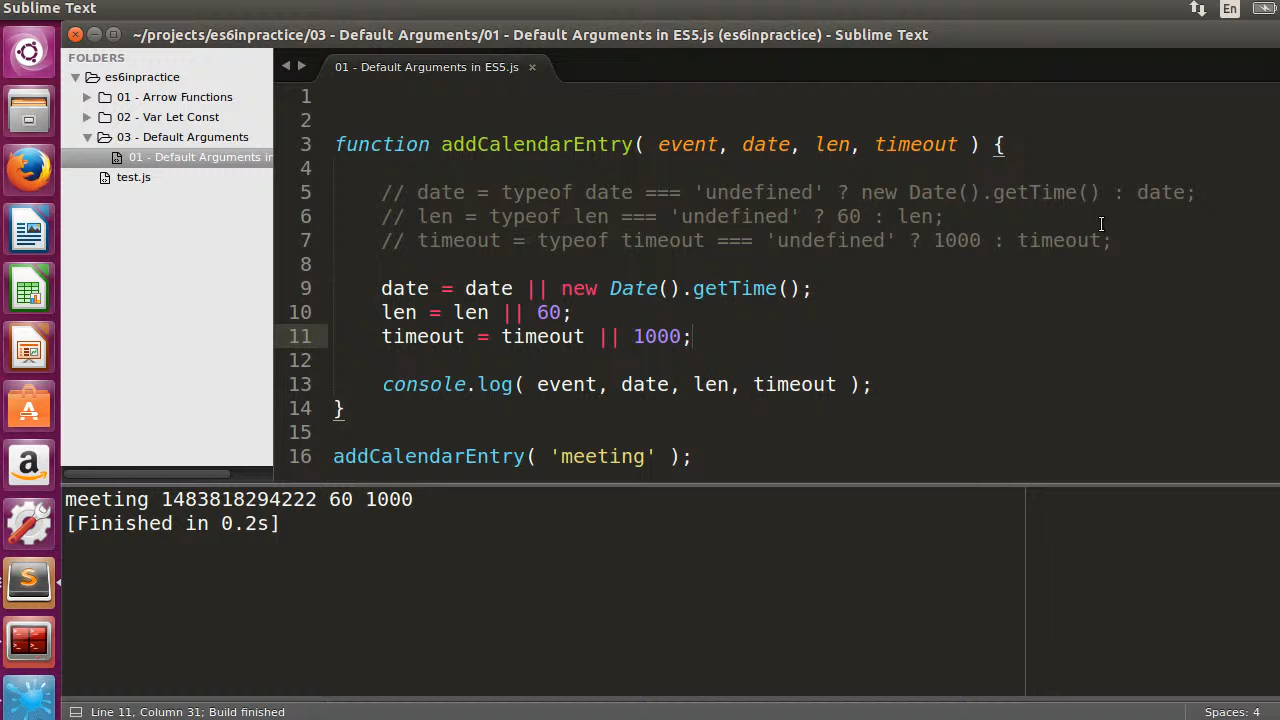 Sublime Text
En
~/projects/es6inpractice/03 - Default Arguments/01 - Default Arguments in ES5.js (es6inpractice) - Sublime Text
FOLDERS
es6inpractice
01 - Arrow Functions
02 - Var Let Const
03 - Default Arguments
01 - Default Arguments in
test.js
01 - Default Arguments in ES5.js ×
1
2
3 function addCalendarEntry( event, date, len, timeout ) {
4
5 // date = typeof date === 'undefined' ? new Date().getTime() : date;
6 // len = typeof len === 'undefined' ? 60 : len;
7 // timeout = typeof timeout === 'undefined' ? 1000 : timeout;
8
9 date = date || new Date().getTime();
10 len = len || 60;
11 timeout = timeout || 1000;
12
13 console.log( event, date, len, timeout );
14 }
15
16 addCalendarEntry( 'meeting' );
meeting 1483818294222 60 1000
[Finished in 0.2s]
Line 11, Column 31; Build finished
Spaces: 4